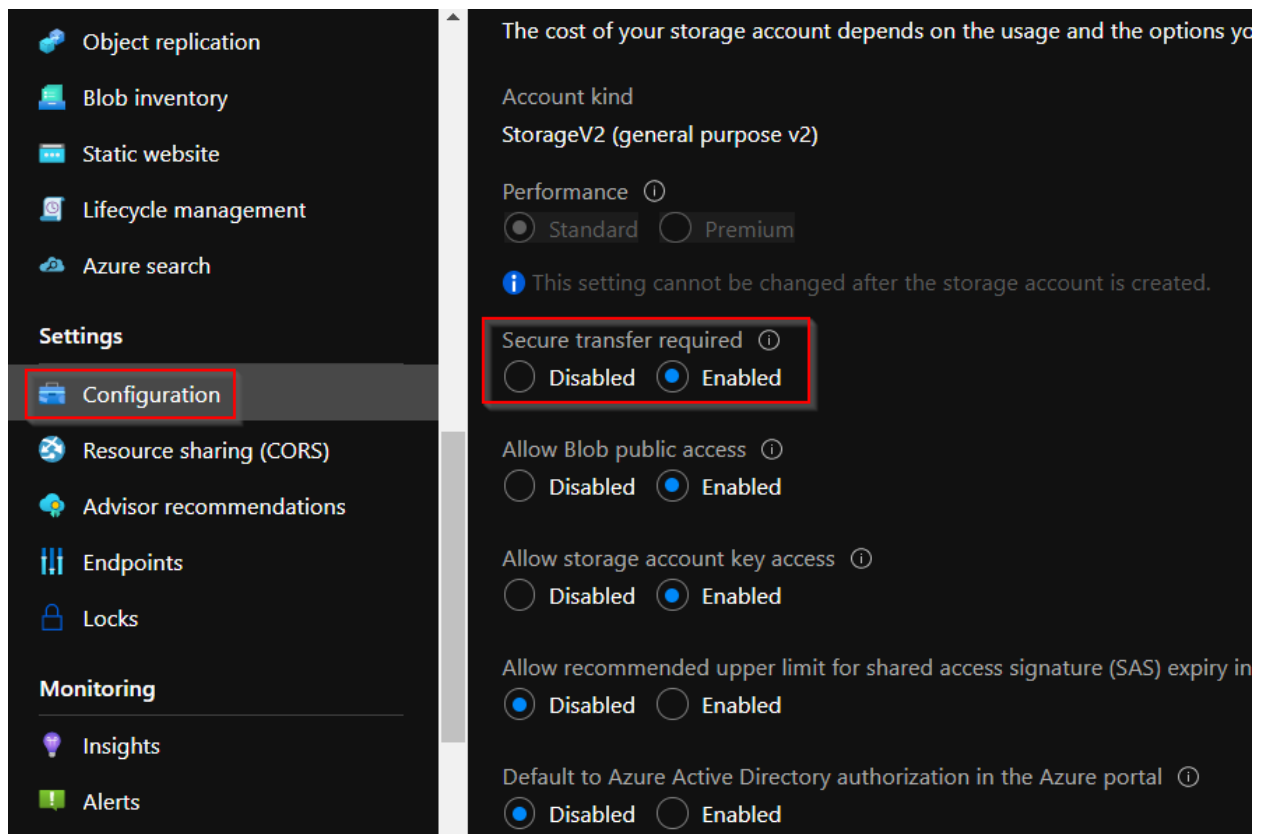 Object replication
Blob inventory
Static website
Lifecycle management
Azure search
Settings
Configuration
Resource sharing (CORS)
Advisor recommendations
Endpoints
Locks
Monitoring
Insights
Alerts
The cost of your storage account depends on the usage and the options yo
Account kind
StorageV2 (general purpose v2)
Performance
Standard Premium
This setting cannot be changed after the storage account is created.
Secure transfer required
Disabled Enabled
Allow Blob public access
Disabled Enabled
Allow storage account key access
Disabled Enabled
Allow recommended upper limit for shared access signature (SAS) expiry in
Disabled Enabled
Default to Azure Active Directory authorization in the Azure portal
Disabled Enabled